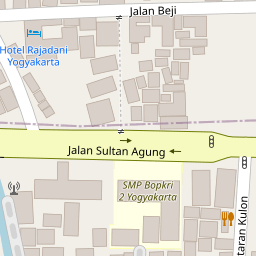 Jalan Beji
Hotel Rajadani
Yogyakarta
Jalan Sultan Agung
SMP Bopkri
2 Yogyakarta
taran Kulon